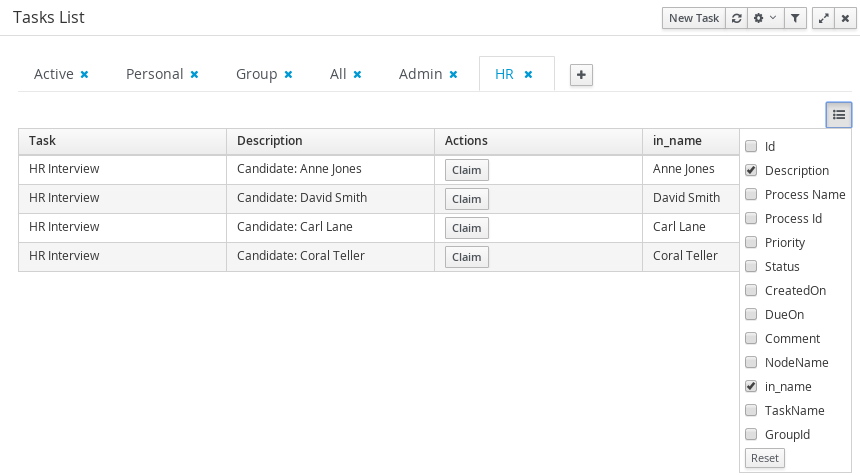 Tasks List
New Task
Active Personal Group All Admin HR
Task Description Actions in_name
HR Interview Candidate: Anne Jones Claim Anne Jones
HR Interview Candidate: David Smith Claim David Smith
HR Interview Candidate: Carl Lane Claim Carl Lane
HR Interview Candidate: Coral Teller Claim Coral Teller
Id
Description
Process Name
Process Id
Priority
Status
CreatedOn
DueOn
Comment
NodeName
in_name
TaskName
GroupId
Reset